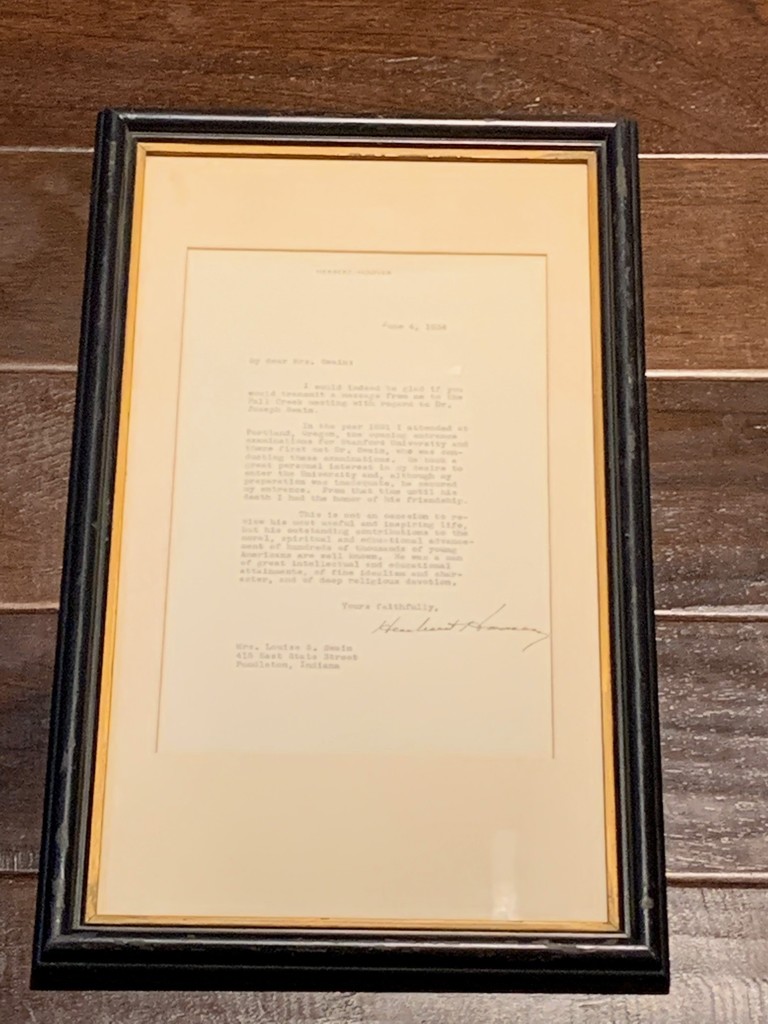 HERBERT HOOVER
June 4,
My dear Mrs. Swain:
I would indeed be glad if you
would transmit a message from me to the
Fall Creek meeting with regard to Dr.
Joseph Swain.
In the year 1891 I attended at
Portland, Oregon, the entrance
examinations for Stanford University and
there first met Dr. Swain, who was con-
ducting these examinations. He took a
great personal interest in my desire to
enter the University and, although my
preparation was inadequate, he secured
my entrance. From that time until his
death I had the honor of his friendship.
This is not an occasion to re-
view his most useful and inspiring life,
but his outstanding contributions to the
moral, spiritual and educational advance-
ment of hundreds of thousands of young
Americans are well known. He was a man
of great intellectual and educational
attainments, of fine idealism and char-
acter, and of deep religious devotion.
Yours faithfully,
Herbert Hoover
Mrs. Louise S. Swain
415 East State Street
Pendleton, Indiana